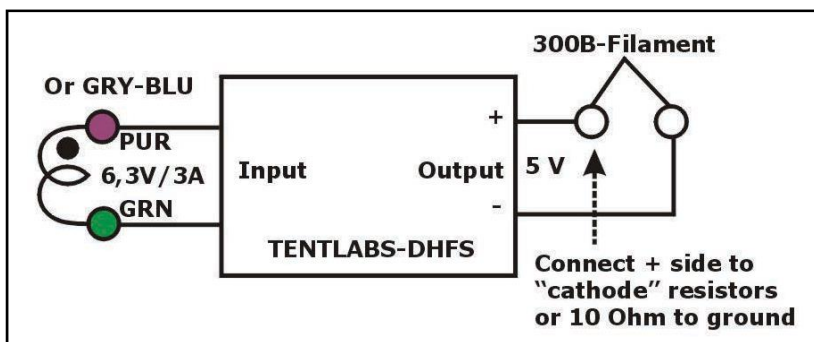 300B-Filament
Or GRY-BLU
PUR
6,3V/3A
GRN
Input
Output
+
-
5 V
TENTLABS-DHFS
Connect + side to
“cathode” resistors
or 10 Ohm to ground